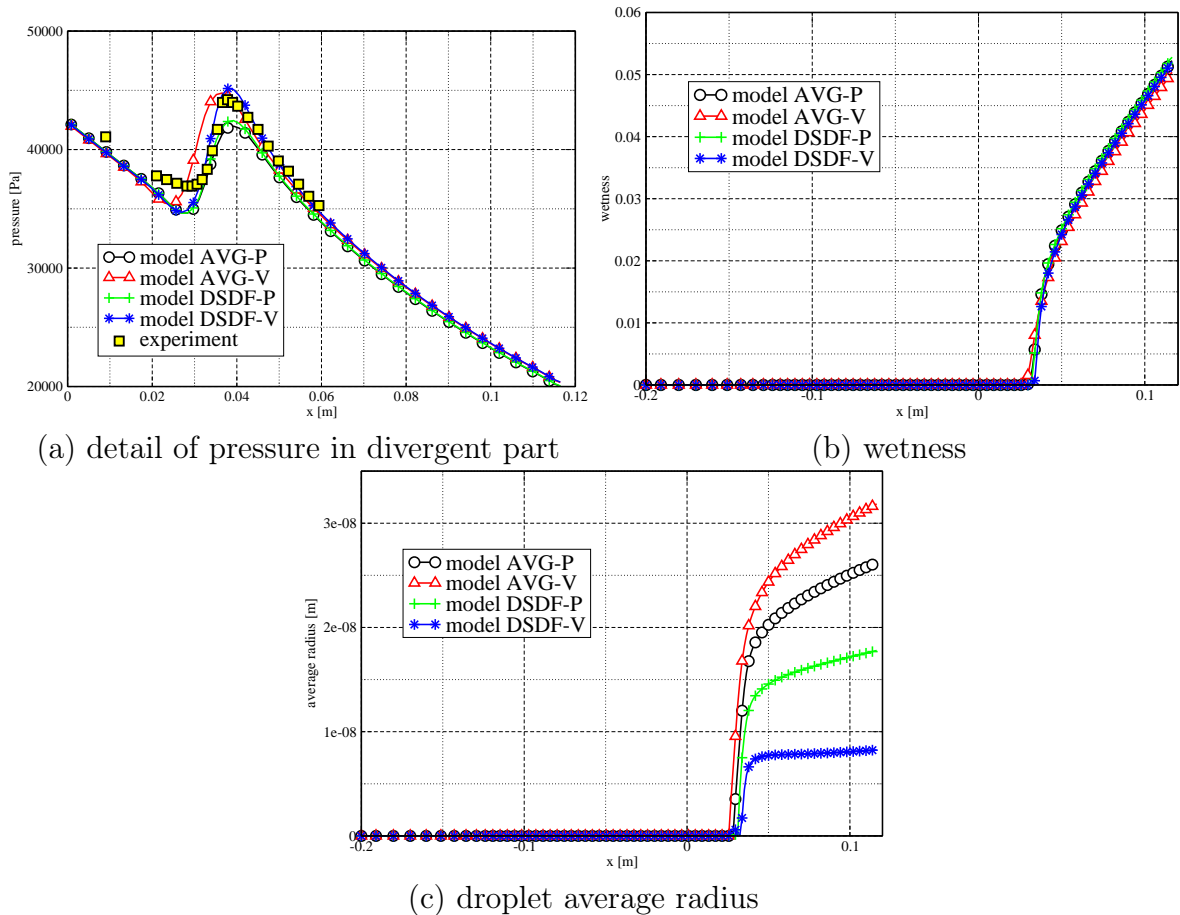 50000
40000
30000
20000
pressure [Pa]
model AVG-P
model AVG-V
model DSDF-P
model DSDF-V
experiment
0
0.02
0.04
0.06
0.08
0.1
0.12
x [m]
(a) detail of pressure in divergent part
0.06
0.05
0.04
0.03
0.02
0.01
0
wetness
model AVG-P
model AVG-V
model DSDF-P
model DSDF-V
-0.2
-0.1
0
0.1
x [m]
(b) wetness
3e-08
2e-08
1e-08
0
average radius [m]
model AVG-P
model AVG-V
model DSDF-P
model DSDF-V
-0.2
-0.1
0
0.1
x [m]
(c) droplet average radius